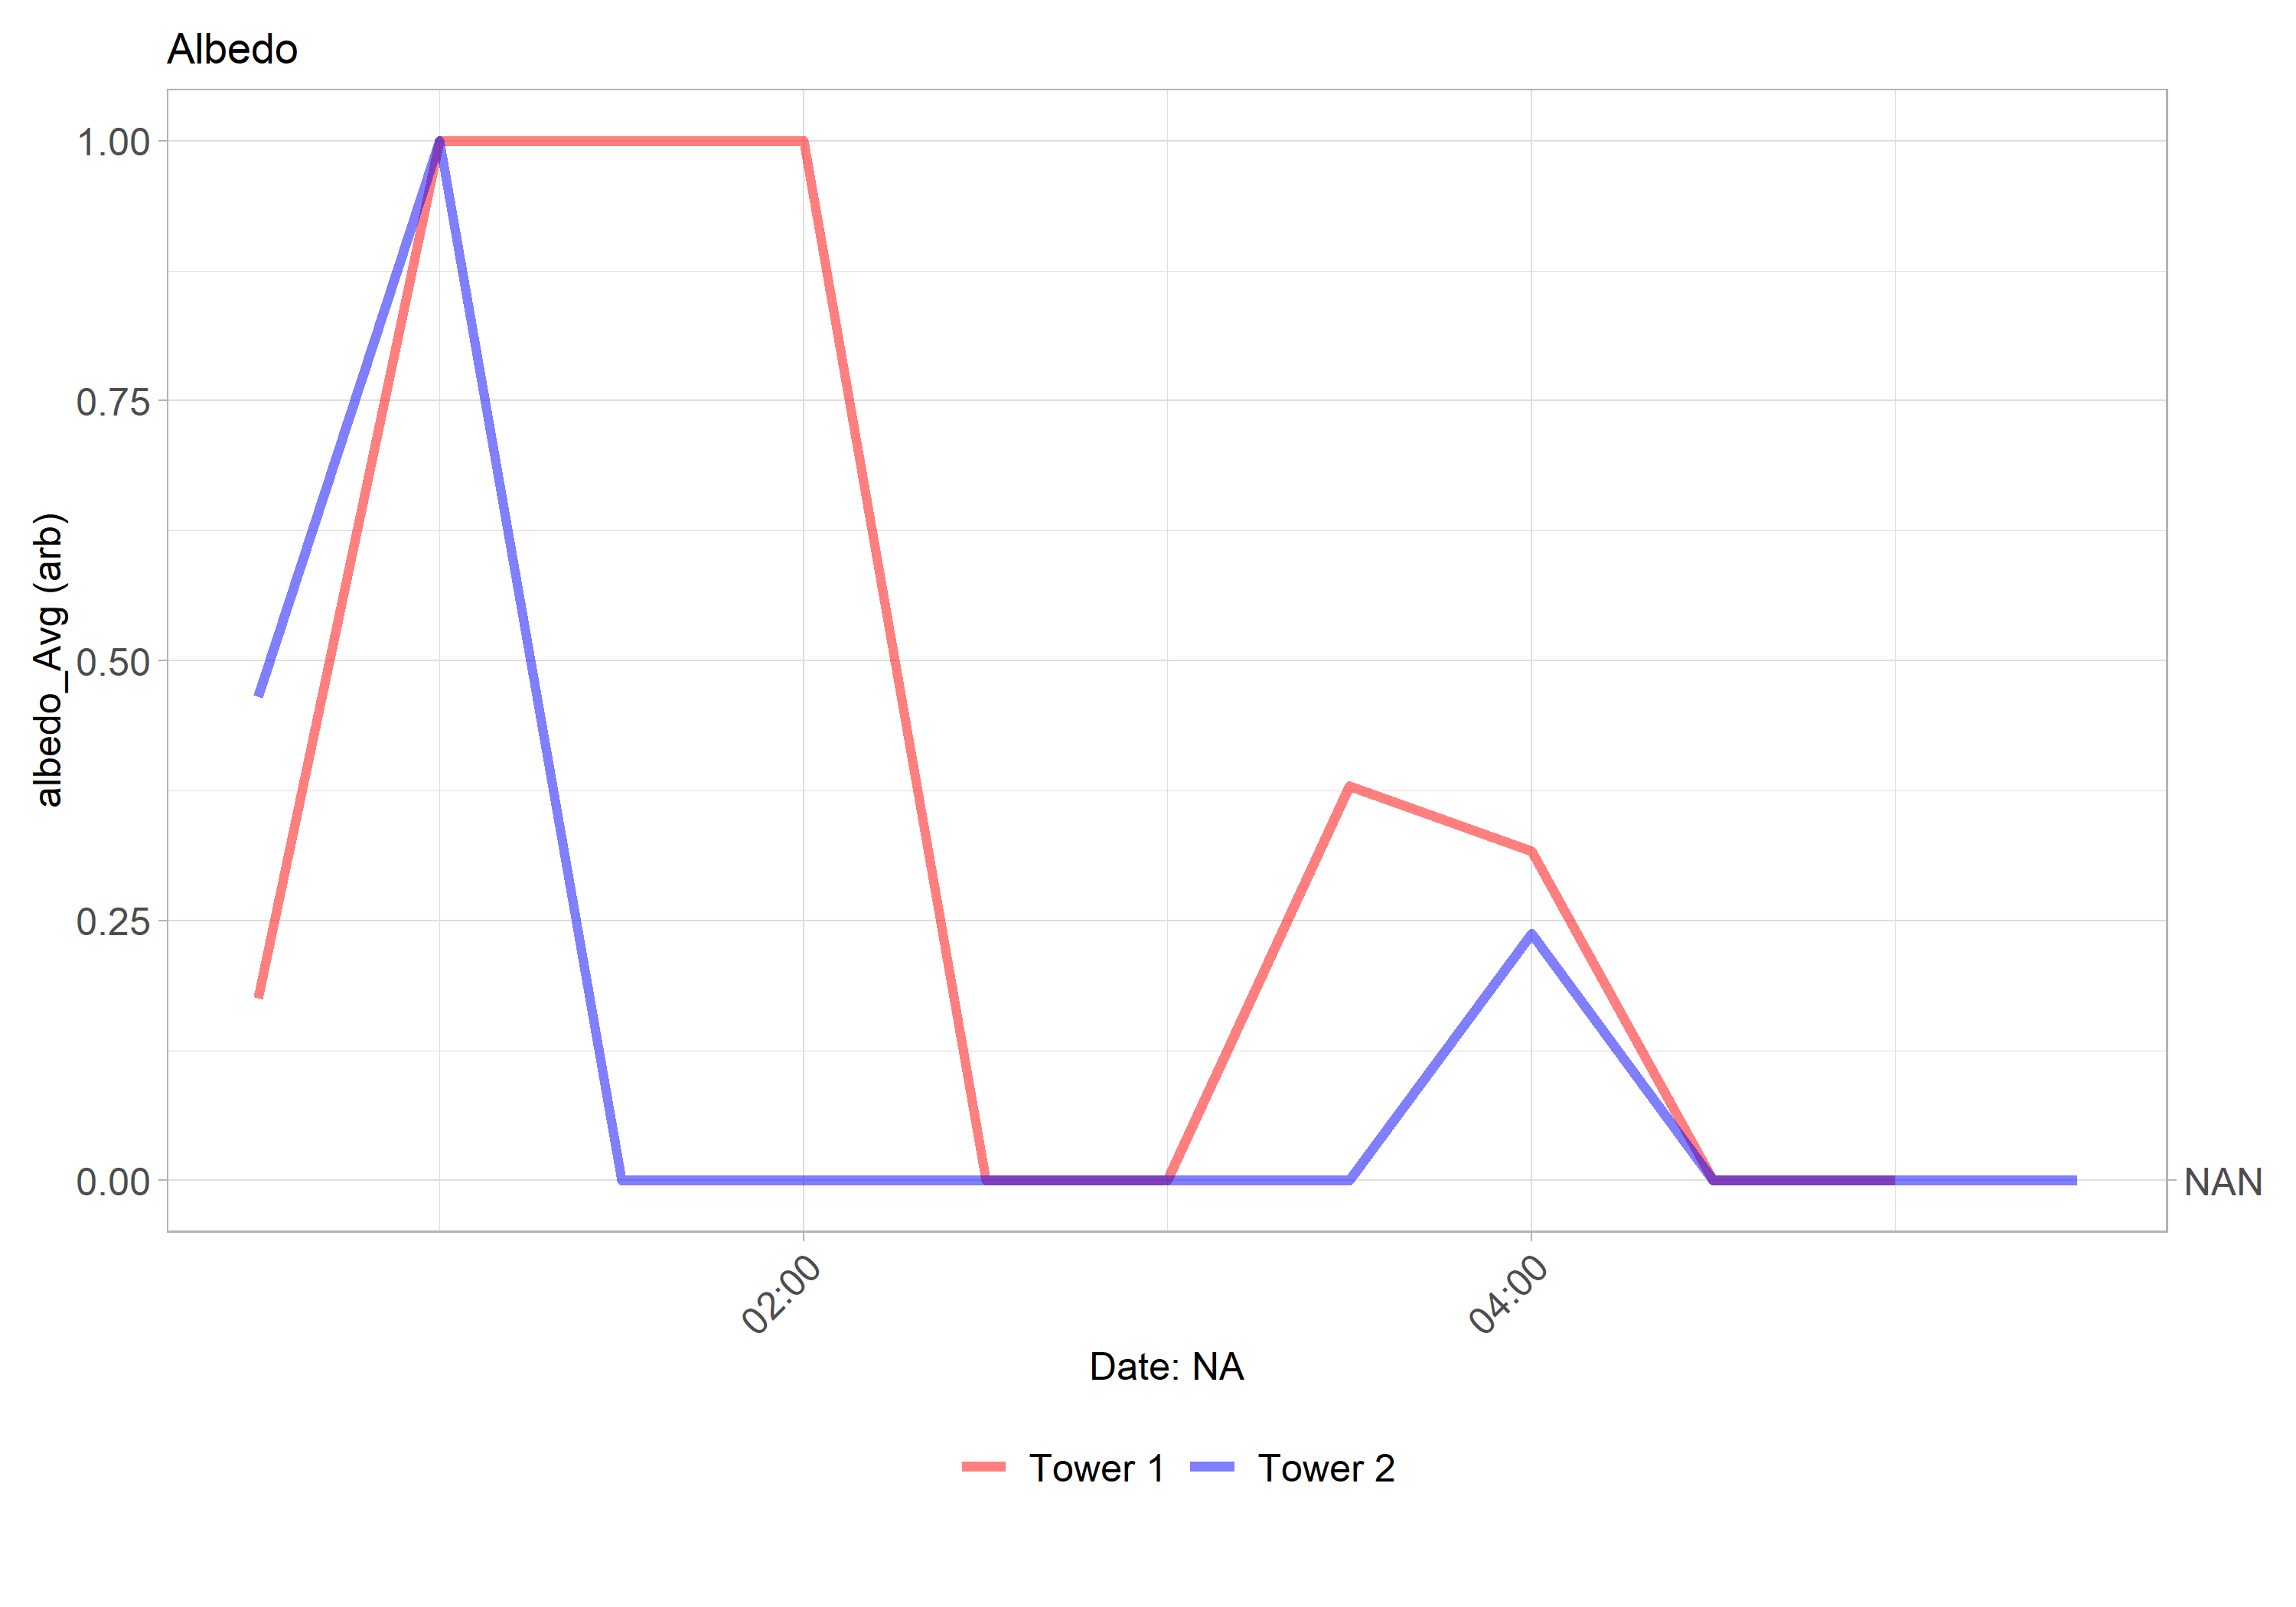 Albedo
albedo_Avg (arb)
1.00
0.75
0.50
0.25
0.00
NAN
02:00
04:00
Date: NA
Tower 1
Tower 2